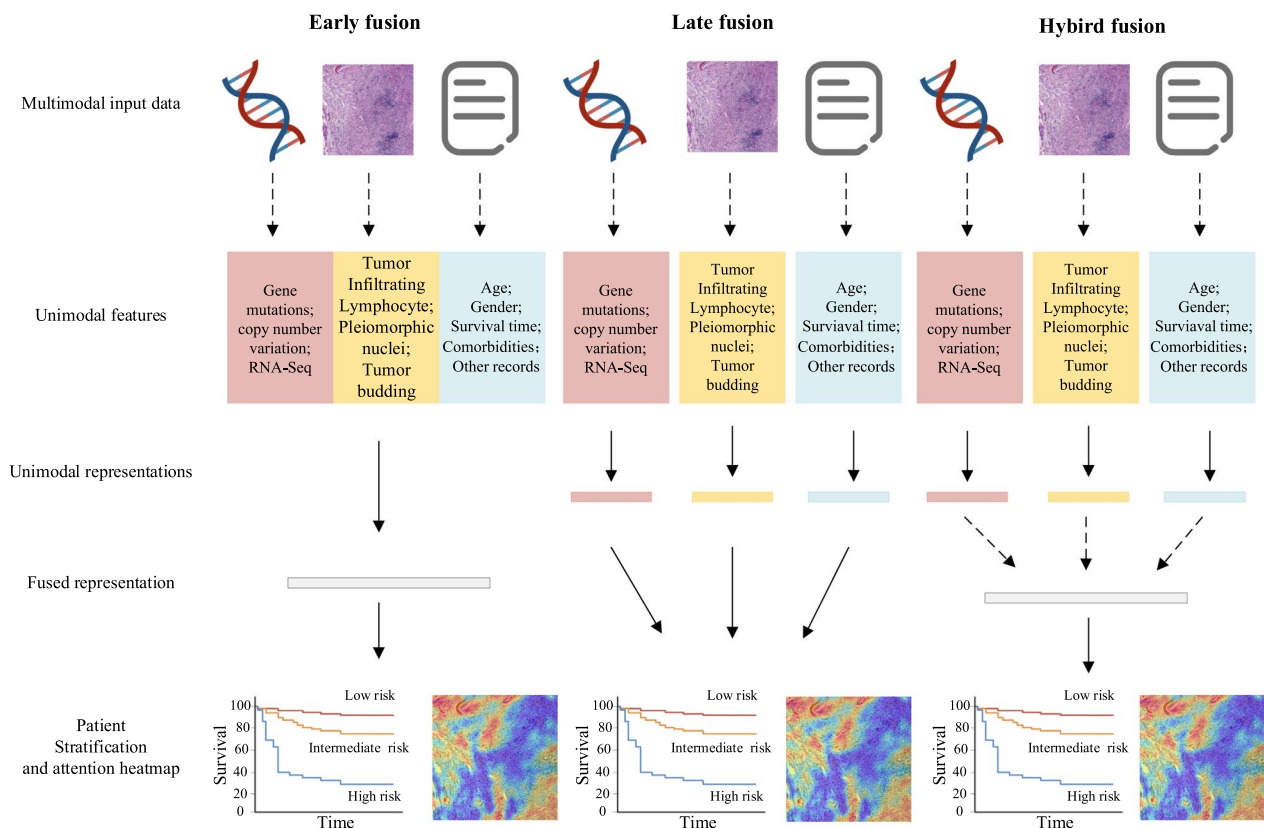 Early fusion
Late fusion
Hybird fusion
Multimodal input data
Unimodal features
Gene
mutations;
copy number
variation;
RNA-Seq
Tumor
Infiltrating
Lymphocyte;
Pleiomorphic
nuclei;
Tumor
budding
Age;
Gender;
Survival time;
Comorbidities；
Other records
Gene
mutations;
copy number
variation;
RNA-Seq
Tumor
Infiltrating
Lymphocyte;
Pleiomorphic
nuclei;
Tumor
budding
Age;
Gender;
Surviaval time;
Comorbidities；
Other records
Gene
mutations;
copy number
variation;
RNA-Seq
Tumor
Infiltrating
Lymphocyte;
Pleiomorphic
nuclei;
Tumor
budding
Age;
Gender;
Surviaval time;
Comorbidities；
Other records
Unimodal representations
Fused representation
Patient
Stratification
and attention heatmap
Survival
100
80
60
40
20
0
Low risk
Intermediate risk
High risk
Time
Survival
100
80
60
40
20
0
Low risk
Intermediate risk
High risk
Time
Survival
100
80
60
40
20
0
Low risk
Intermediate risk
High risk
Time